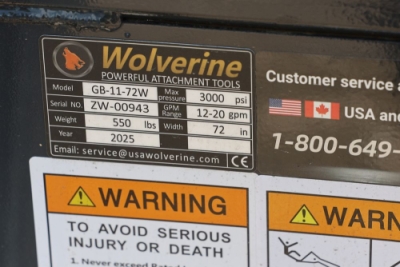 Wolverine
POWERFUL ATTACHMENT TOOLS
Model GB-11-72W Max pressure 3000 psi
Serial NO. ZW-00943 GPM Range 12-20 gpm
Weight 550 lbs Width 72 in
Year 2025
Email: service@usawolverine.com CE
Customer service a
USA and
1-800-649-
WARNING
TO AVOID SERIOUS
INJURY OR DEATH
1. Never exceed Rated
WARN